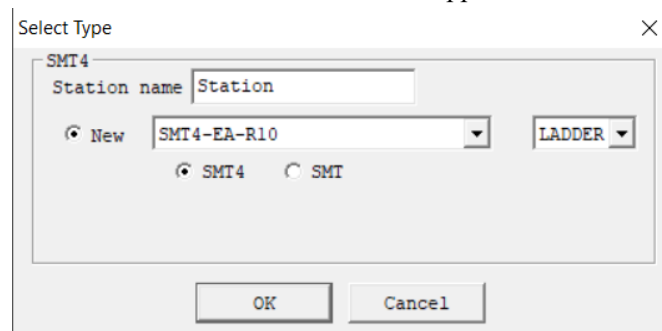 Select Type
SMT4
Station name Station
New SMT4-EA-R10 LADDER
SMT4 SMT
OK Cancel